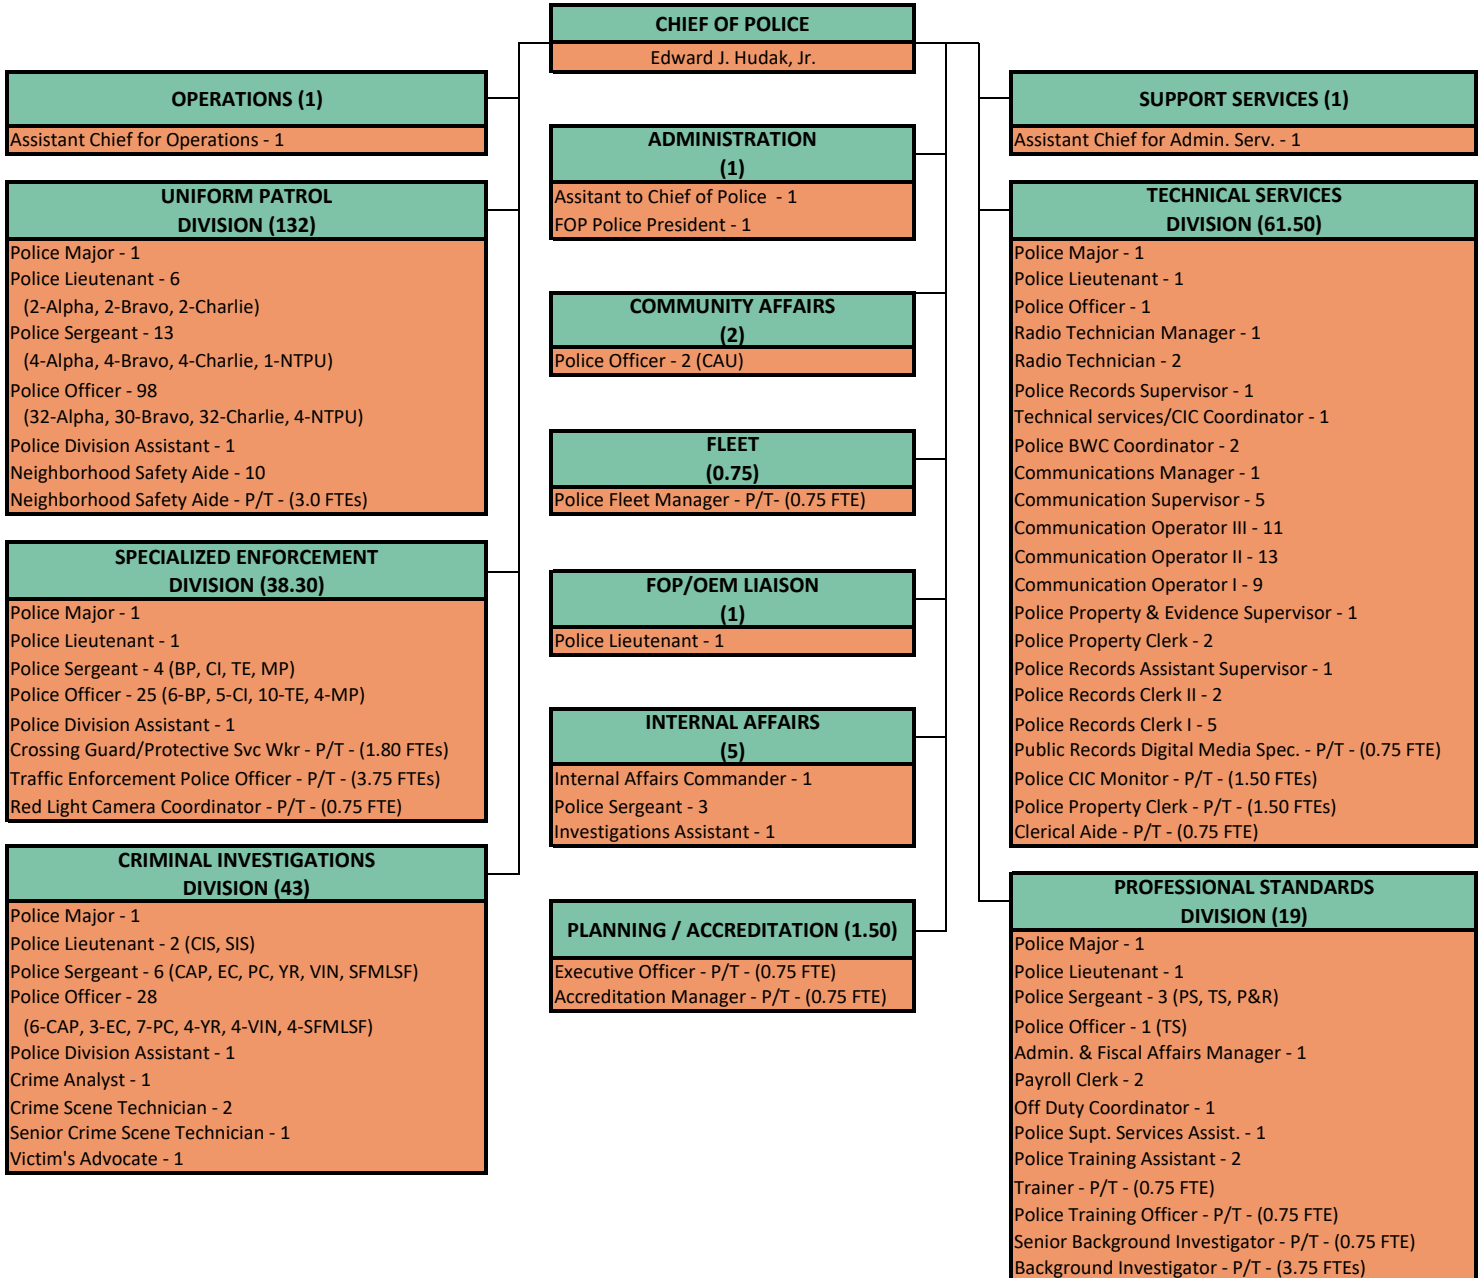 CHIEF OF POLICE
Edward J. Hudak, Jr.
OPERATIONS (1)
Assistant Chief for Operations - 1
UNIFORM PATROL
DIVISION (132)
Police Major - 1
Police Lieutenant - 6
(2-Alpha, 2-Bravo, 2-Charlie)
Police Sergeant - 13
(4-Alpha, 4-Bravo, 4-Charlie, 1-NTPU)
Police Officer - 98
(32-Alpha, 30-Bravo, 32-Charlie, 4-NTPU)
Police Division Assistant - 1
Neighborhood Safety Aide - 10
Neighborhood Safety Aide - P/T - (3.0 FTEs)
SPECIALIZED ENFORCEMENT
DIVISION (38.30)
Police Major - 1
Police Lieutenant - 1
Police Sergeant - 4 (BP, CI, TE, MP)
Police Officer - 25 (6-BP, 5-CI, 10-TE, 4-MP)
Police Division Assistant - 1
Crossing Guard/Protective Svc Wkr - P/T - (1.80 FTEs)
Traffic Enforcement Police Officer - P/T - (3.75 FTEs)
Red Light Camera Coordinator - P/T - (0.75 FTE)
CRIMINAL INVESTIGATIONS
DIVISION (43)
Police Major - 1
Police Lieutenant - 2 (CIS, SIS)
Police Sergeant - 6 (CAP, EC, PC, YR, VIN, SFMLSF)
Police Officer - 28
(6-CAP, 3-EC, 7-PC, 4-YR, 4-VIN, 4-SFMLSF)
Police Division Assistant - 1
Crime Analyst - 1
Crime Scene Technician - 2
Senior Crime Scene Technician - 1
Victim's Advocate - 1
ADMINISTRATION
(1)
Assitant to Chief of Police  - 1
FOP Police President - 1
COMMUNITY AFFAIRS
(2)
Police Officer - 2 (CAU)
FLEET
(0.75)
Police Fleet Manager - P/T- (0.75 FTE)
FOP/OEM LIAISON
(1)
Police Lieutenant - 1
INTERNAL AFFAIRS
(5)
Internal Affairs Commander - 1
Police Sergeant - 3
Investigations Assistant - 1
PLANNING / ACCREDITATION (1.50)
Executive Officer - P/T - (0.75 FTE)
Accreditation Manager - P/T - (0.75 FTE)
SUPPORT SERVICES (1)
Assistant Chief for Admin. Serv. - 1
TECHNICAL SERVICES
DIVISION (61.50)
Police Major - 1
Police Lieutenant - 1
Police Officer - 1
Radio Technician Manager - 1
Radio Technician - 2
Police Records Supervisor - 1
Technical services/CIC Coordinator - 1
Police BWC Coordinator - 2
Communications Manager - 1
Communication Supervisor - 5
Communication Operator III - 11
Communication Operator II - 13
Communication Operator I - 9
Police Property & Evidence Supervisor - 1
Police Property Clerk - 2
Police Records Assistant Supervisor - 1
Police Records Clerk II - 2
Police Records Clerk I - 5
Public Records Digital Media Spec. - P/T - (0.75 FTE)
Police CIC Monitor - P/T - (1.50 FTEs)
Police Property Clerk - P/T - (1.50 FTEs)
Clerical Aide - P/T - (0.75 FTE)
PROFESSIONAL STANDARDS
DIVISION (19)
Police Major - 1
Police Lieutenant - 1
Police Sergeant - 3 (PS, TS, P&R)
Police Officer - 1 (TS)
Admin. & Fiscal Affairs Manager - 1
Payroll Clerk - 2
Off Duty Coordinator - 1
Police Supt. Services Assist. - 1
Police Training Assistant - 2
Trainer - P/T - (0.75 FTE)
Police Training Officer - P/T - (0.75 FTE)
Senior Background Investigator - P/T - (0.75 FTE)
Background Investigator - P/T - (3.75 FTEs)